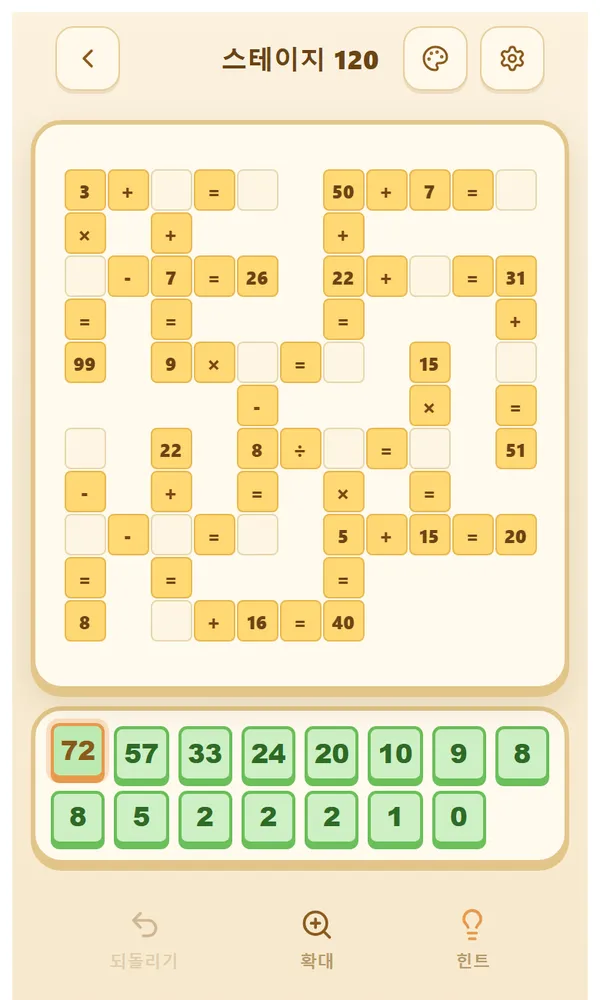 스테이지 120
3 + = 50 + 7 =
× + +
- 7 = 26 22 + = 31
= = = +
99 9 × = 15
- × =
22 8 ÷ = 51
- + = × =
- = 5 + 15 = 20
= = =
8 + 16 = 40
72 57 33 24 20 10 9 8
8 5 2 2 2 1 0
되돌리기 확대 힌트